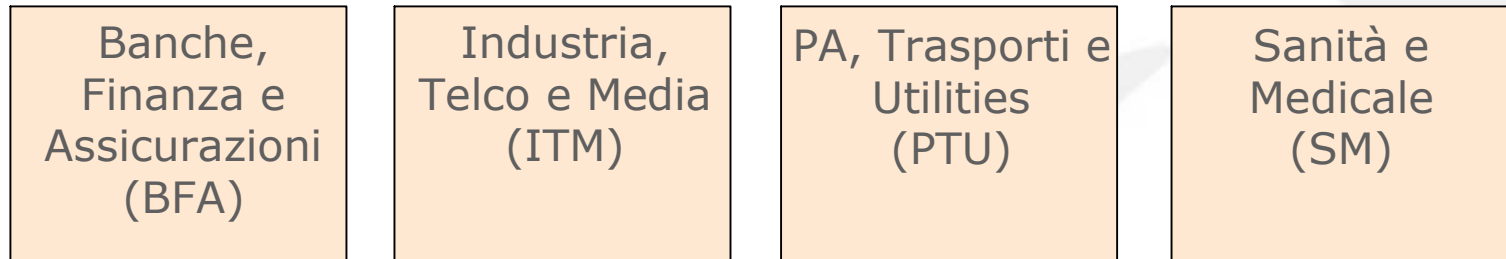 Banche,
Finanza e
Assicurazioni
(BFA)
Industria,
Telco e Media
(ITM)
PA, Trasporti e
Utilities
(PTU)
Sanità e
Medicale
(SM)